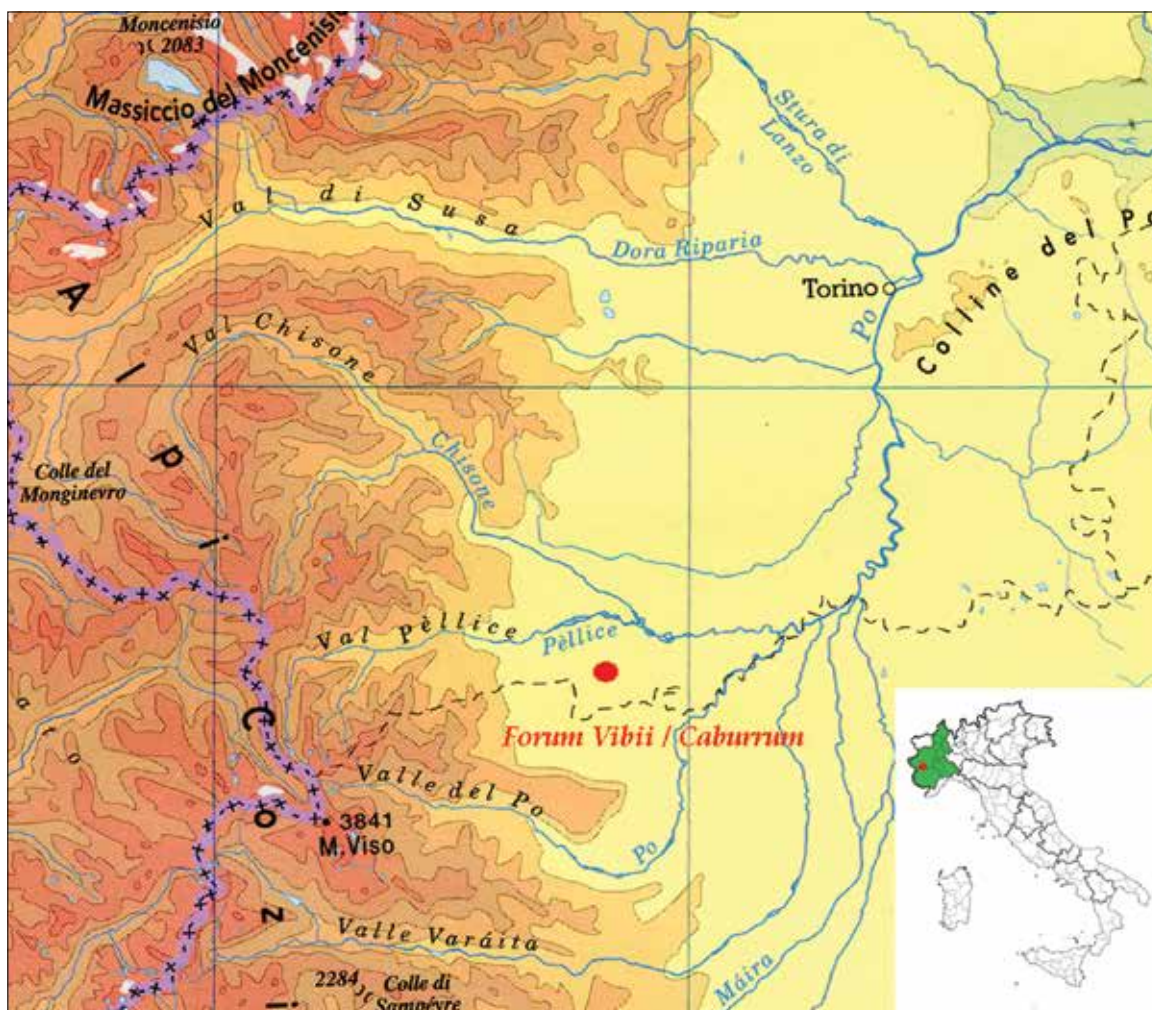 Moncenisio
2083
Massiccio del Moncenisio
Stura di
Lanzo
Val di Susa
Dora Riparia
Torino
Po
Colline del Po
A l p i C o z i
Val Chisone
Chisone
Colle del
Monginevro
Val Pèllice
Pèllice
Forum Vibii / Caburrum
Valle del Po
3841
M. Viso
Po
Valle Varáita
2284
Colle di
Sampéyre
Máira